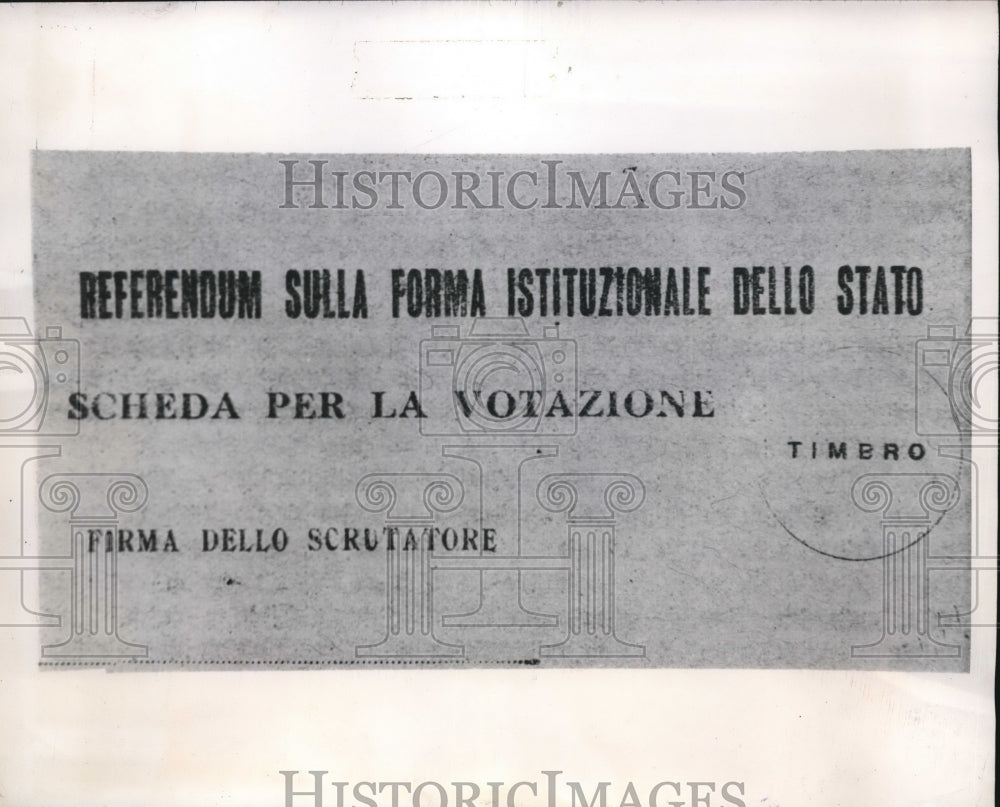 HISTORICIMAGES
REFERENDUM SULLA FORMA ISTITUZIONALE DELLO STATO
SCHEDA PER LA VOTAZIONE
TIMBRO
FIRMA DELLO SCRUTATORE
HISTORICIMAGES